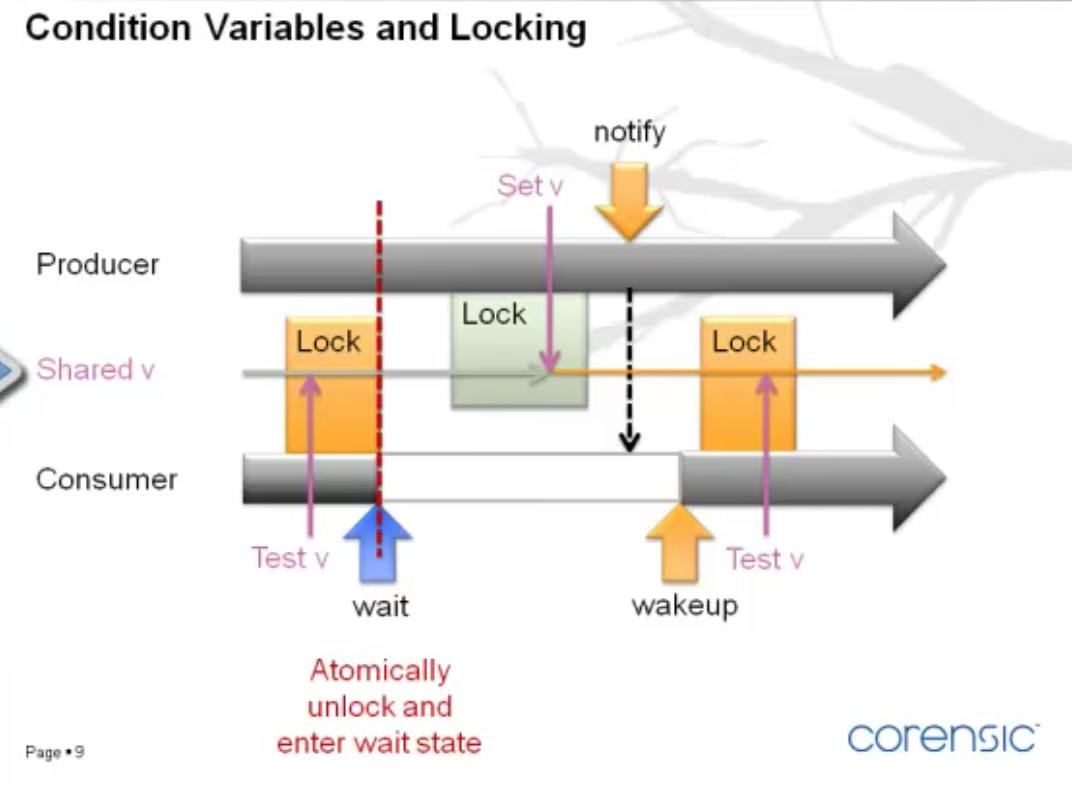 Condition Variables and Locking
notify
Set v
Producer
Lock
Lock
Lock
Shared v
Consumer
Test v
Test v
wait
wakeup
Atomically
unlock and
enter wait state
Page ▪ 9
corensic